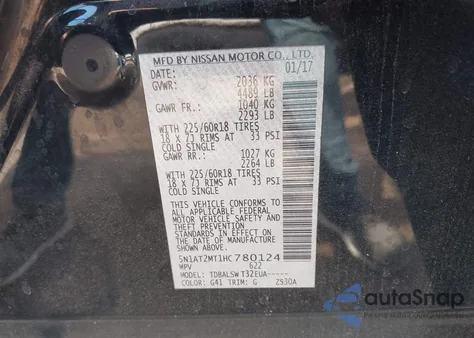 MFD BY NISSAN MOTOR CO., LTD.
DATE: 01/17
GVWR: 2036 KG
4489 LB
GAWR FR: 1040 KG
2293 LB
WITH 225/60R18 TIRES
18 X 7J RIMS AT 33 PSI
COLD SINGLE
GAWR RR: 1027 KG
2264 LB
WITH 225/60R18 TIRES
18 X 7J RIMS AT 33 PSI
COLD SINGLE
THIS VEHICLE CONFORMS TO ALL
APPLICABLE FEDERAL
MOTOR VEHICLE SAFETY AND
THEFT PREVENTION STANDARDS
IN EFFECT ON THE DATE OF
MANUFACTURE SHOWN ABOVE.
5N1AT2MT1HC780124
MPV 622
TDBALSW T32EUA-----
COLOR: G41 TRIM: G ZS30A
autoSnap